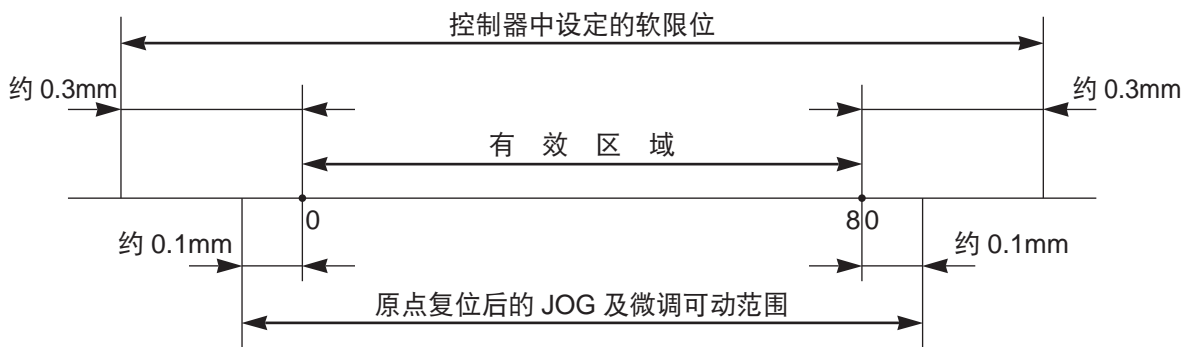 控制器中设定的软限位
约 0.3mm
约 0.3mm
有 效 区 域
0
80
约 0.1mm
约 0.1mm
原点复位后的 JOG 及微调可动范围